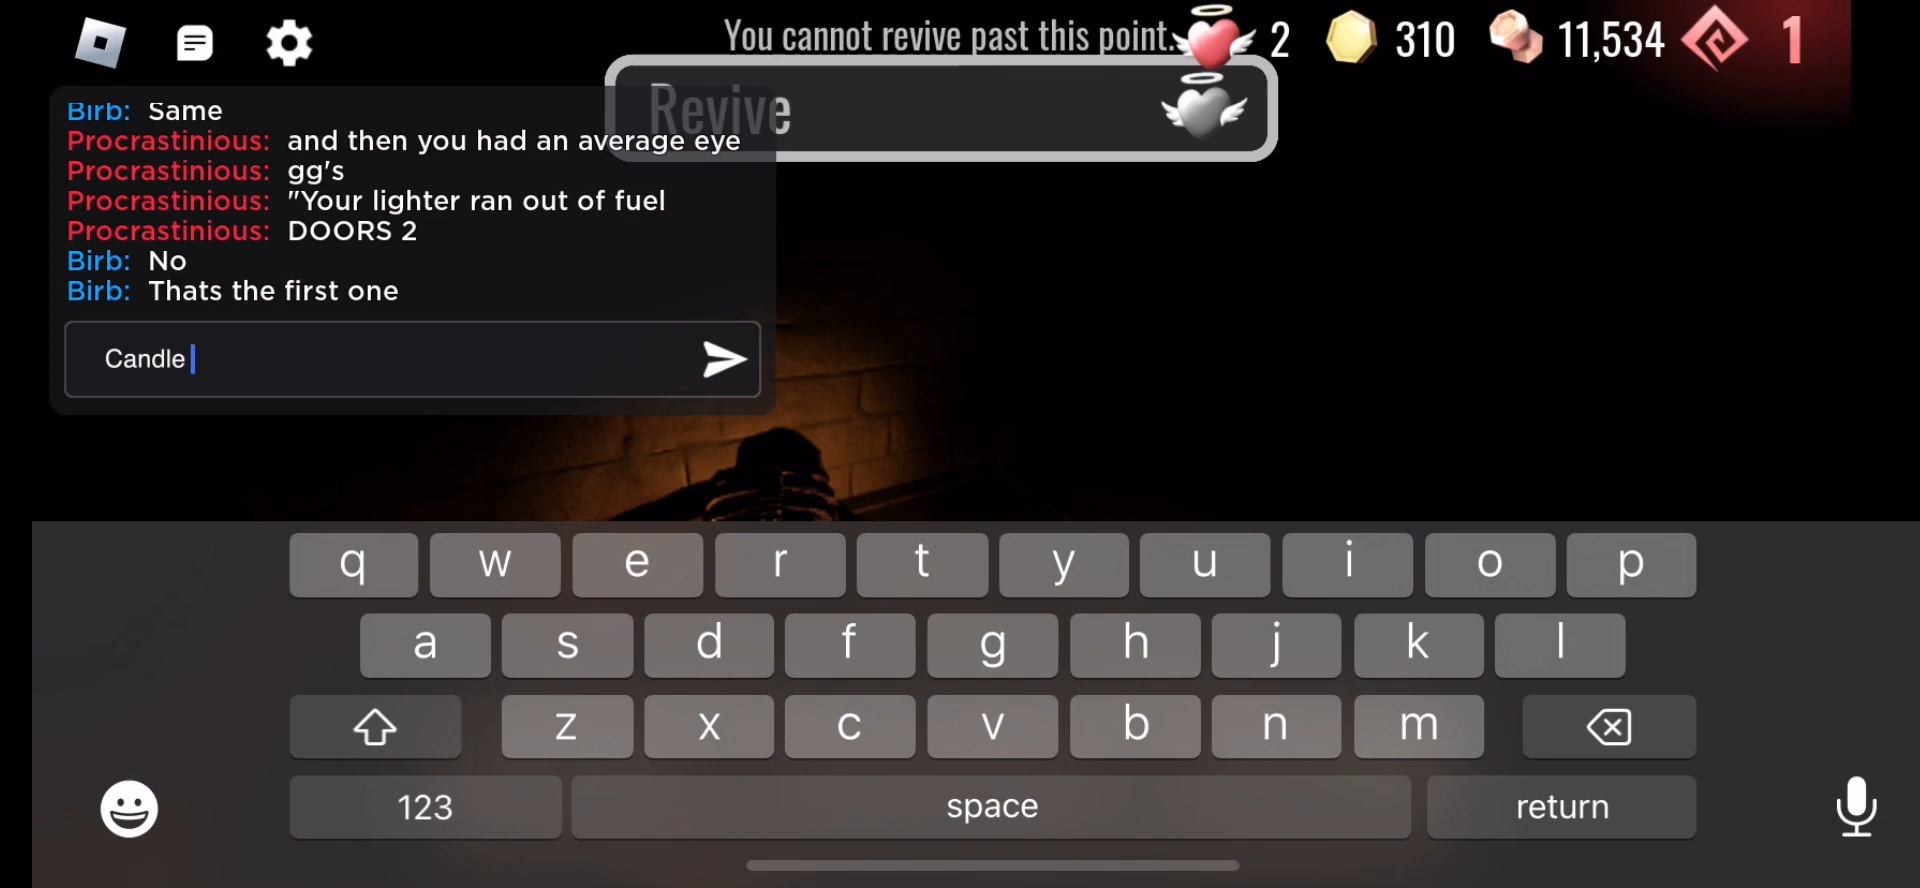 You cannot revive past this point.
2
310
11,534
1
Revive
Birb: Same
Procrastinious: and then you had an average eye
Procrastinious: gg's
Procrastinious: "Your lighter ran out of fuel
Procrastinious: DOORS 2
Birb: No
Birb: Thats the first one
Candle
q w e r t y u i o p
a s d f g h j k l
z x c v b n m
123 space return